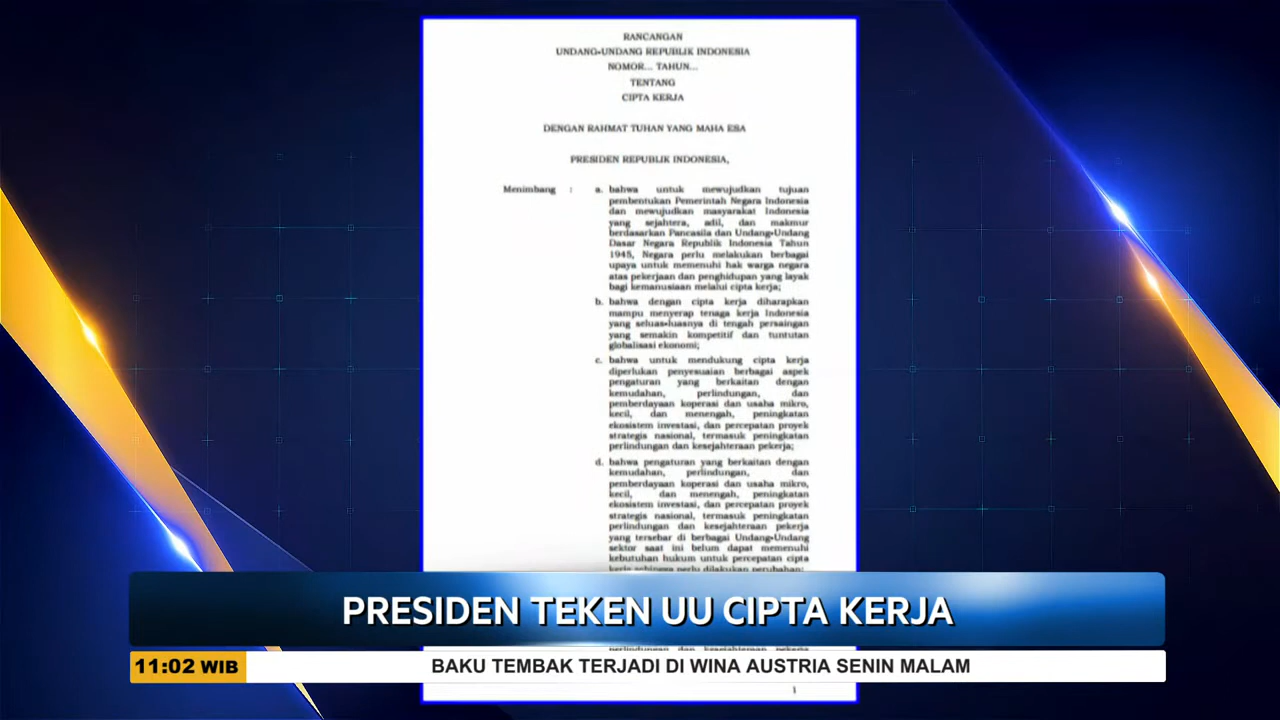 RANCANGAN
UNDANG-UNDANG REPUBLIK INDONESIA
NOMOR... TAHUN...
TENTANG
CIPTA KERJA
DENGAN RAHMAT TUHAN YANG MAHA ESA
PRESIDEN REPUBLIK INDONESIA,
Menimbang : a. bahwa untuk mewujudkan tujuan
pembentukan Pemerintah Negara Indonesia
dan mewujudkan masyarakat Indonesia
yang sejahtera, adil, dan makmur
berdasarkan Pancasila dan Undang-Undang
Dasar Negara Republik Indonesia Tahun
1945, Negara perlu melakukan berbagai
upaya untuk memenuhi hak warga negara
atas pekerjaan dan penghidupan yang layak
bagi kemanusiaan melalui cipta kerja;
b. bahwa dengan cipta kerja diharapkan
mampu menyerap tenaga kerja Indonesia
yang seluas-luasnya di tengah persaingan
yang semakin kompetitif dan tuntutan
globalisasi ekonomi;
c. bahwa untuk mendukung cipta kerja
diperlukan penyesuaian berbagai aspek
pengaturan yang berkaitan dengan
kemudahan, perlindungan, dan
pemberdayaan koperasi dan usaha mikro,
kecil, dan menengah, peningkatan
ekosistem investasi, dan percepatan proyek
strategis nasional, termasuk peningkatan
perlindungan dan kesejahteraan pekerja;
d. bahwa pengaturan yang berkaitan dengan
kemudahan, perlindungan, dan
pemberdayaan koperasi dan usaha mikro,
kecil, dan menengah, peningkatan
ekosistem investasi, dan percepatan proyek
strategis nasional, termasuk peningkatan
perlindungan dan kesejahteraan pekerja
yang tersebar di berbagai Undang-Undang
sektor saat ini belum dapat memenuhi
kebutuhan hukum untuk percepatan cipta
kerja sehingga perlu dilakukan perubahan;
PRESIDEN TEKEN UU CIPTA KERJA
11:02 WIB
BAKU TEMBAK TERJADI DI WINA AUSTRIA SENIN MALAM
1